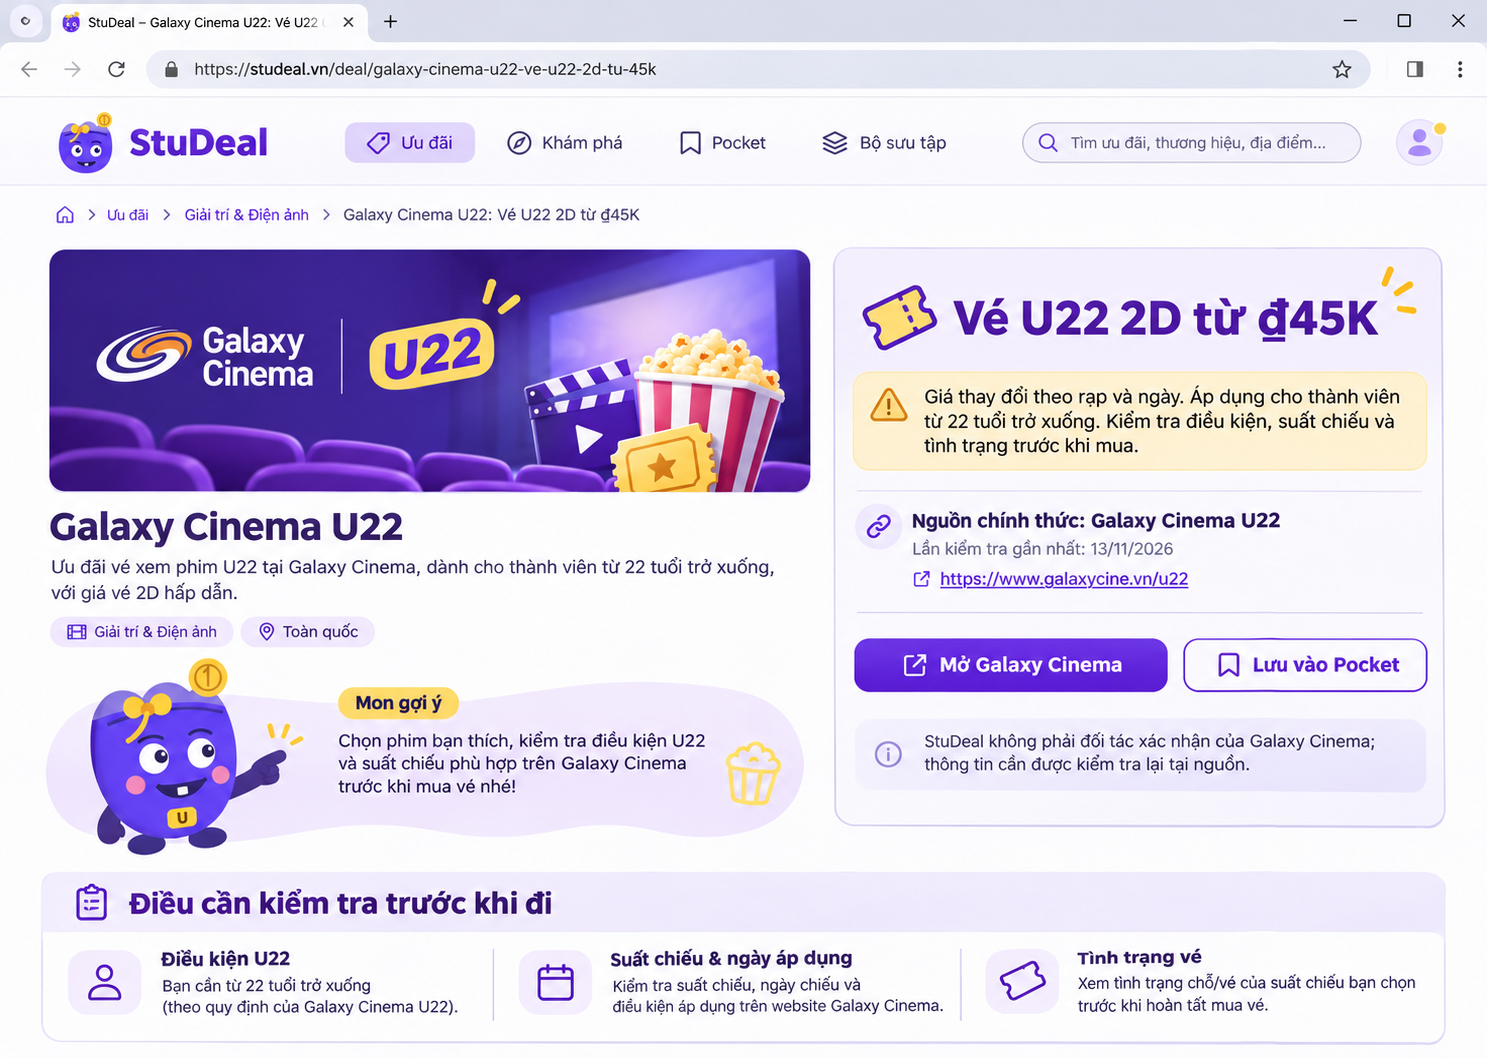 StuDeal – Galaxy Cinema U22: Vé U22
https://studeal.vn/deal/galaxy-cinema-u22-ve-u22-2d-tu-45k
StuDeal
Ưu đãi
Khám phá
Pocket
Bộ sưu tập
Tìm ưu đãi, thương hiệu, địa điểm...
Ưu đãi
Giải trí & Điện ảnh
Galaxy Cinema U22: Vé U22 2D từ ₫45K
Galaxy
Cinema
U22
Galaxy Cinema U22
Ưu đãi vé xem phim U22 tại Galaxy Cinema, dành cho thành viên từ 22 tuổi trở xuống,
với giá vé 2D hấp dẫn.
Giải trí & Điện ảnh
Toàn quốc
1
U
Mon gợi ý
Chọn phim bạn thích, kiểm tra điều kiện U22
và suất chiếu phù hợp trên Galaxy Cinema
trước khi mua vé nhé!
Vé U22 2D từ ₫45K
Giá thay đổi theo rạp và ngày. Áp dụng cho thành viên
từ 22 tuổi trở xuống. Kiểm tra điều kiện, suất chiếu và
tình trạng trước khi mua.
Nguồn chính thức: Galaxy Cinema U22
Lần kiểm tra gần nhất: 13/11/2026
https://www.galaxycine.vn/u22
Mở Galaxy Cinema
Lưu vào Pocket
StuDeal không phải đối tác xác nhận của Galaxy Cinema;
thông tin cần được kiểm tra lại tại nguồn.
Điều cần kiểm tra trước khi đi
Điều kiện U22
Bạn cần từ 22 tuổi trở xuống
(theo quy định của Galaxy Cinema U22).
Suất chiếu & ngày áp dụng
Kiểm tra suất chiếu, ngày chiếu và
điều kiện áp dụng trên website Galaxy Cinema.
Tình trạng vé
Xem tình trạng chỗ/vé của suất chiếu bạn chọn
trước khi hoàn tất mua vé.